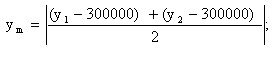 y_m = |((y_1 − 300000) + (y_2 − 300000))/2|;